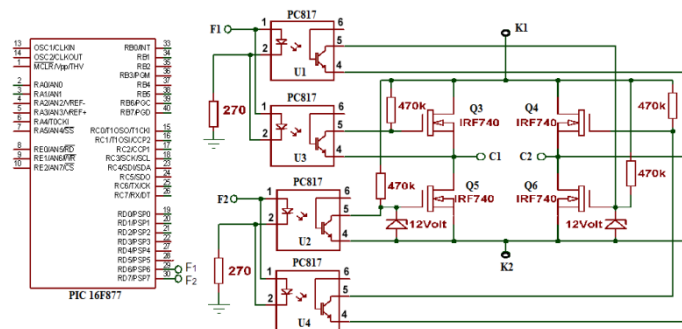 PIC 16F877
13 OSC1/CLKIN
14 OSC2/CLKOUT
1 MCLR/Vpp/THV
2 RA0/AN0
3 RA1/AN1
4 RA2/AN2/VREF-
5 RA3/AN3/VREF+
6 RA4/T0CKI
7 RA5/AN4/SS
8 RE0/AN5/RD
9 RE1/AN6/WR
10 RE2/AN7/CS
RB0/INT 33
RB1 34
RB2 35
RB3/PGM 36
RB4 37
RB5 38
RB6/PGC 39
RB7/PGD 40
RC0/T1OSO/T1CKI 15
RC1/T1OSI/CCP2 16
RC2/CCP1 17
RC3/SCK/SCL 18
RC4/SDI/SDA 23
RC5/SDO 24
RC6/TX/CK 25
RC7/RX/DT 26
RD0/PSP0 19
RD1/PSP1 20
RD2/PSP2 21
RD3/PSP3 22
RD4/PSP4 27
RD5/PSP5 28
RD6/PSP6 29 F1
RD7/PSP7 30 F2
F1
PC817
1 6
2 5
4
U1
270
PC817
1 6
2 5
4
U3
F2
PC817
1 6
2 5
4
U2
270
PC817
1 6
2 5
4
U4
K1
470k
Q3
IRF740
Q4
IRF740
470k
C1
C2
470k
Q5
IRF740
Q6
IRF740
470k
12Volt
12Volt
K2